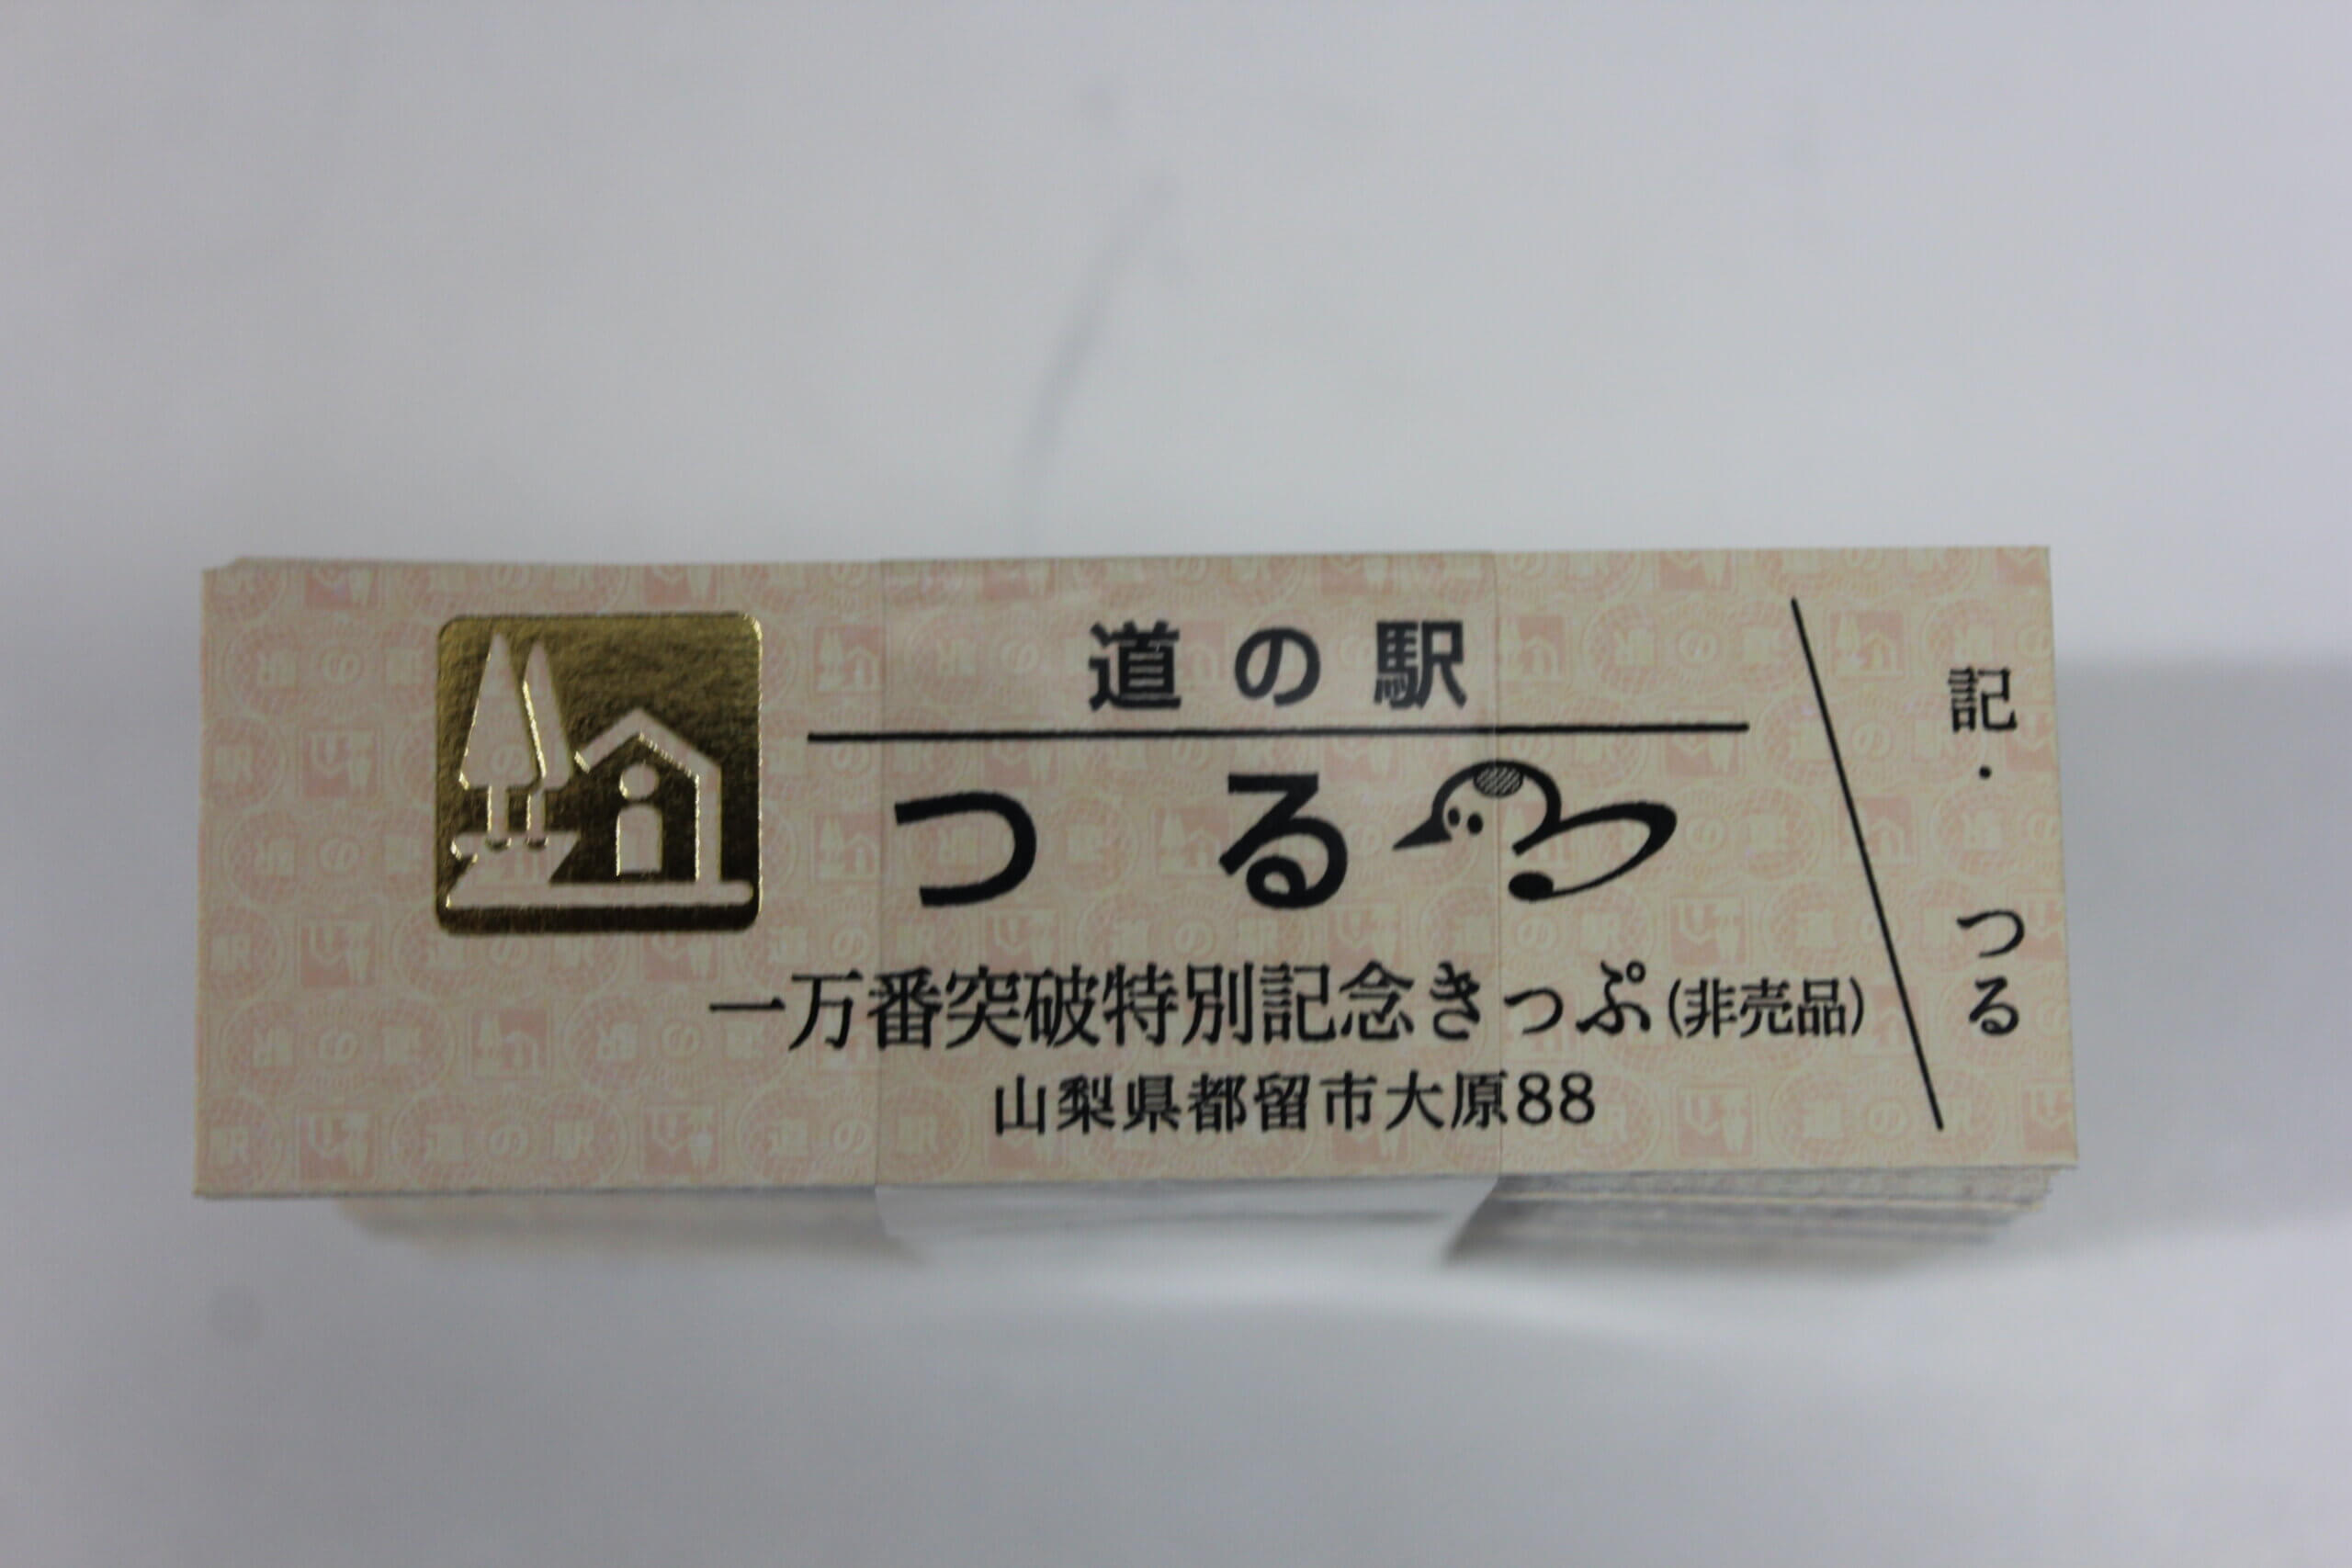 道の駅
つる
一万番突破特別記念きっぷ(非売品)
山梨県都留市大原88
記・つる